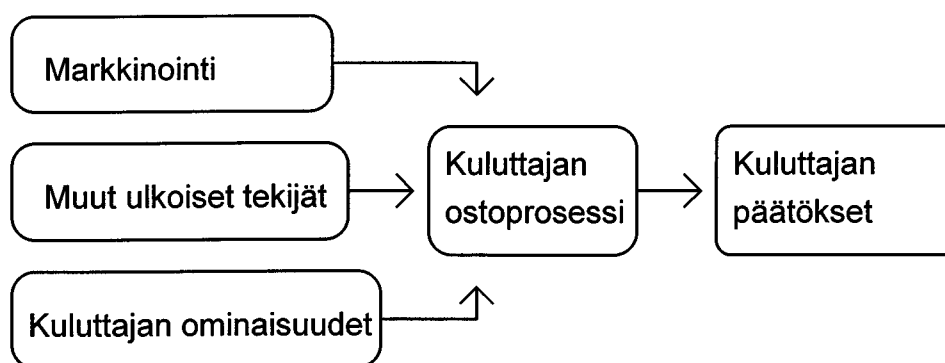 Markkinointi
Muut ulkoiset tekijät
Kuluttajan ominaisuudet
Kuluttajan
ostoprosessi
Kuluttajan
päätökset